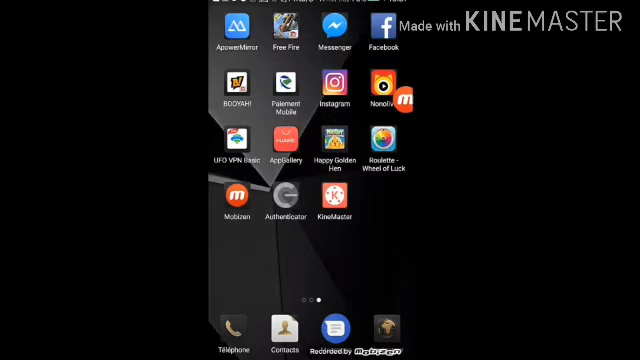 Made with KINEMASTER
ApowerMirror Free Fire Messenger Facebook
BOOYAH! Paiement Mobile Instagram Nonoliv
UFO VPN Basic AppGallery Happy Golden Hen Roulette - Wheel of Luck
HUAWEI
Mobizen Authenticator KineMaster
Téléphone Contacts
Recorded by mobizen